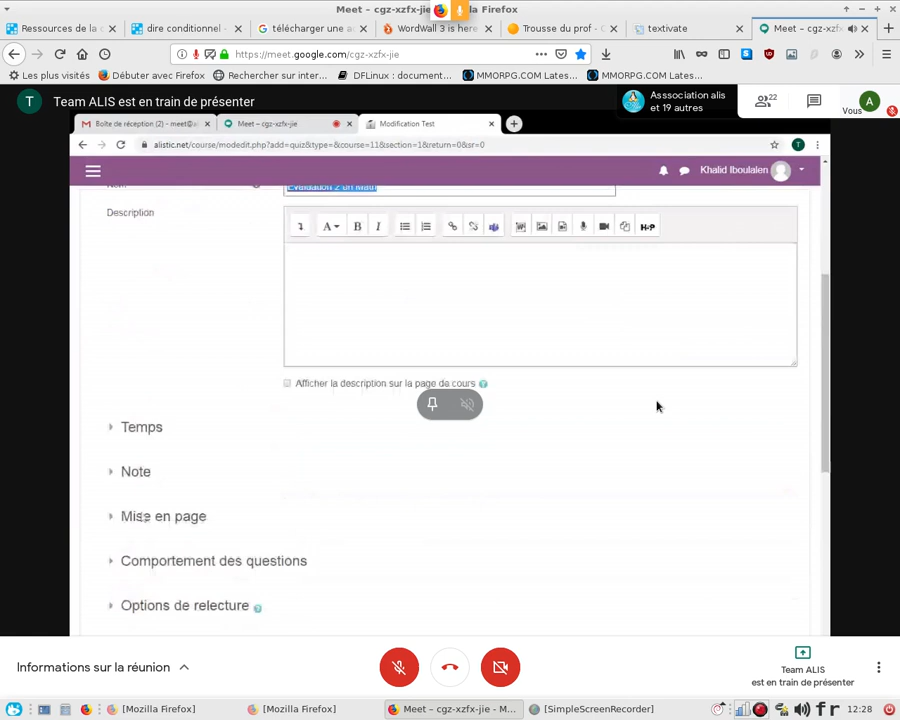 Meet – cgz-xzfx-jie
Firefox
Ressources de la c
dire conditionnel -
télécharger une a
WordWall 3 is here
Trousse du prof - C
textivate
Meet – cgz-xzfx
https://meet.google.com/cgz-xzfx-jie
Les plus visités
Débuter avec Firefox
Rechercher sur inter...
DFLinux : document...
MMORPG.COM Lates...
MMORPG.COM Lates...
T
Team ALIS est en train de présenter
Asssociation alis
et 19 autres
22
A
Vous
Boîte de réception (2) - meet@
Meet – cgz-xzfx-jie
Modification Test
alistic.net/course/modedit.php?add=quiz&type=&course=11&section=1&return=0&sr=0
T
Khalid Iboulalen
Evaluation 2 en Math
Description
A
B
I
H-P
Afficher la description sur la page de cours
Temps
Note
Mise en page
Comportement des questions
Options de relecture
Informations sur la réunion
Team ALIS
est en train de présenter
[Mozilla Firefox]
[Mozilla Firefox]
Meet – cgz-xzfx-jie - M...
[SimpleScreenRecorder]
fr
12:28